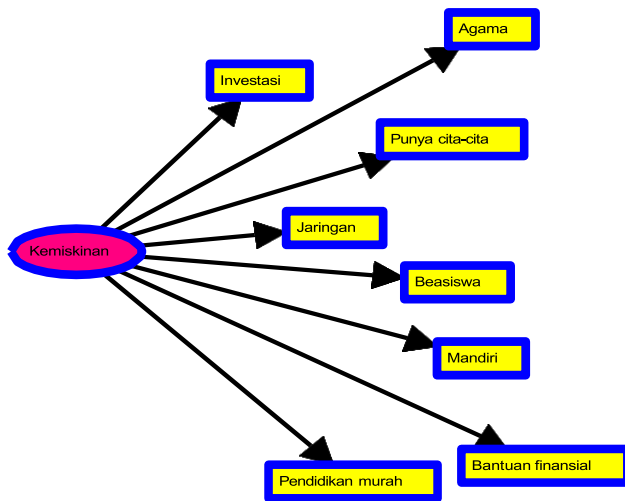 Agama
Investasi
Punya cita-cita
Jaringan
Kemiskinan
Beasiswa
Mandiri
Bantuan finansial
Pendidikan murah